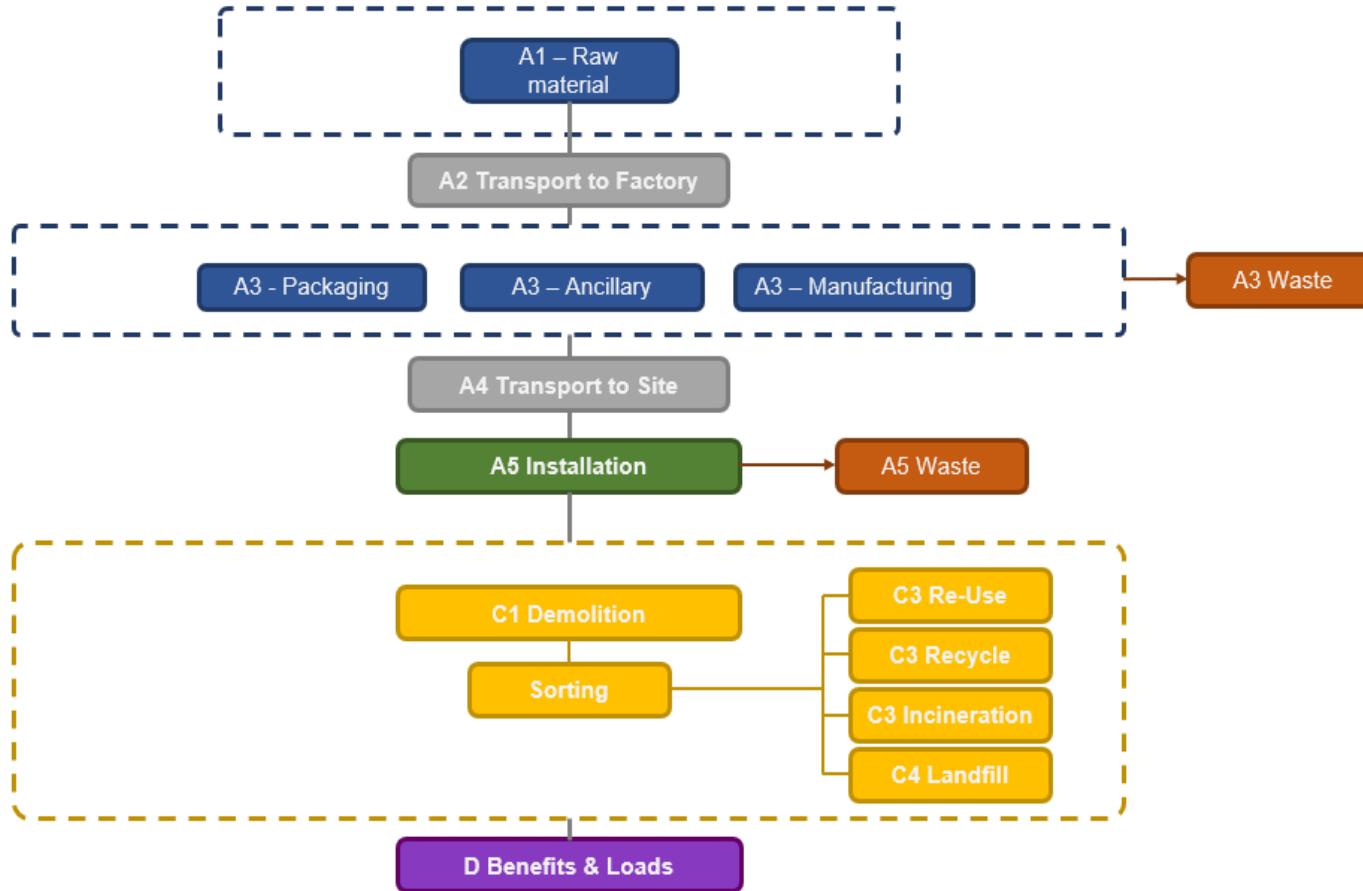 A1 – Raw
material
A2 Transport to Factory
A3 - Packaging
A3 – Ancillary
A3 – Manufacturing
A3 Waste
A4 Transport to Site
A5 Installation
A5 Waste
C1 Demolition
Sorting
C3 Re-Use
C3 Recycle
C3 Incineration
C4 Landfill
D Benefits & Loads